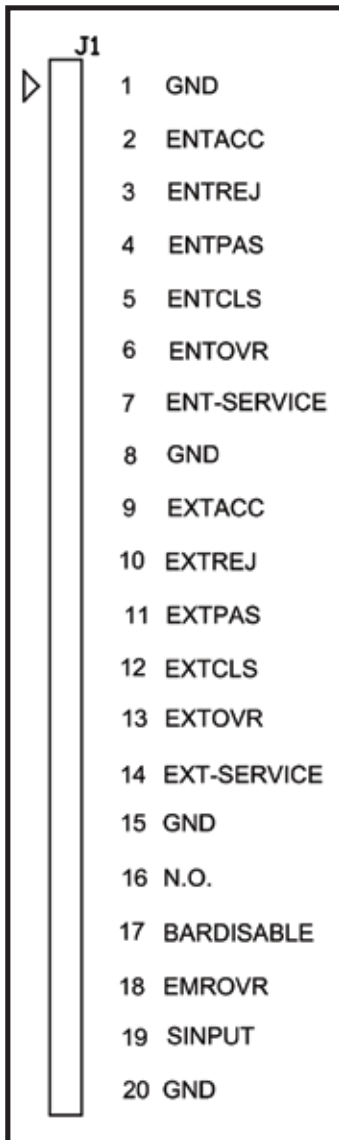 J1
1 GND
2 ENTACC
3 ENTREJ
4 ENTPAS
5 ENTCLS
6 ENTOVR
7 ENT-SERVICE
8 GND
9 EXTACC
10 EXTREJ
11 EXTPAS
12 EXTCLS
13 EXTOVR
14 EXT-SERVICE
15 GND
16 N.O.
17 BARDISABLE
18 EMROVR
19 SINPUT
20 GND